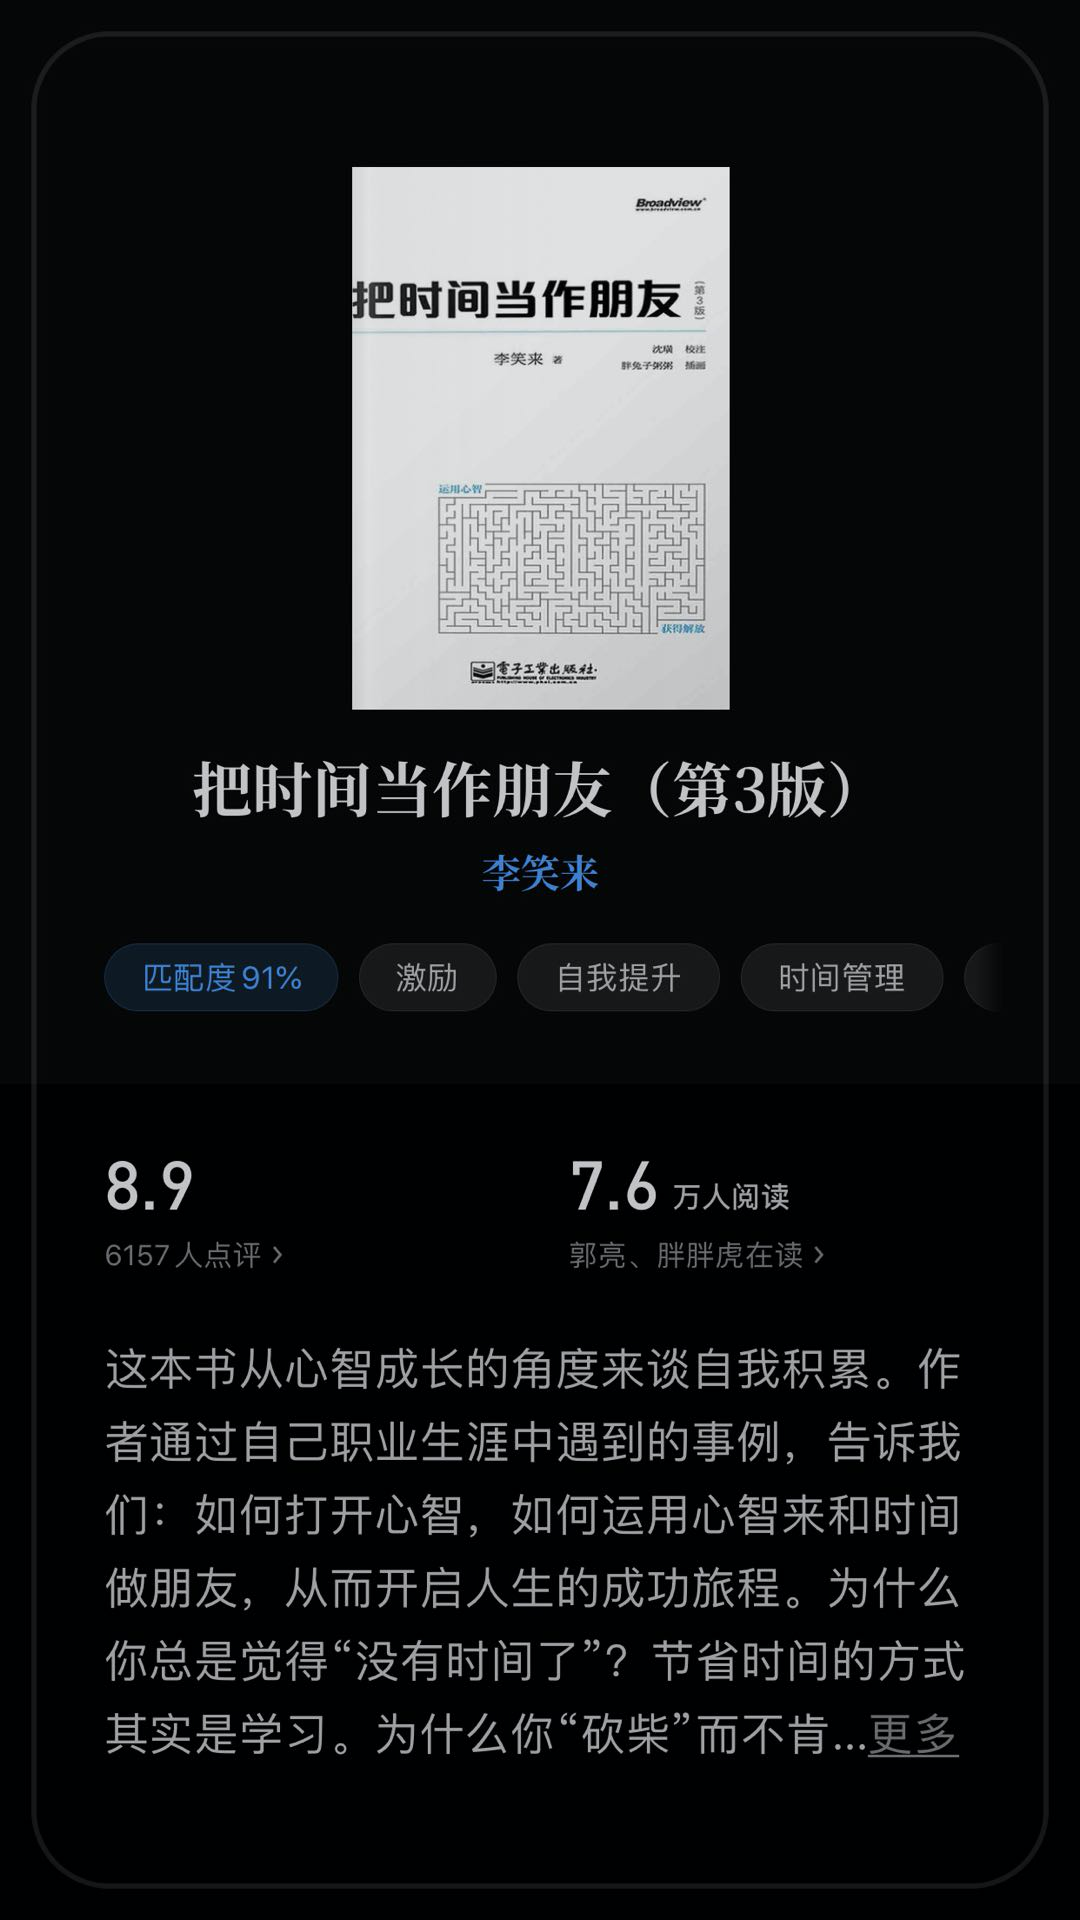 Broadview
www.broadview.com.cn
把时间当作朋友(第3版)
李笑来 著
沈璜 校注
胖兔子粥粥 插画
运用心智
获得解放
電子工業出版社
PUBLISHING HOUSE OF ELECTRONICS INDUSTRY
http://www.phei.com.cn
把时间当作朋友（第3版）
李笑来
匹配度 91%
激励
自我提升
时间管理
8.9
6157 人点评 ›
7.6 万人阅读
郭亮、胖胖虎在读 ›
这本书从心智成长的角度来谈自我积累。作
者通过自己职业生涯中遇到的事例，告诉我
们：如何打开心智，如何运用心智来和时间
做朋友，从而开启人生的成功旅程。为什么
你总是觉得“没有时间了”？节省时间的方式
其实是学习。为什么你“砍柴”而不肯...更多